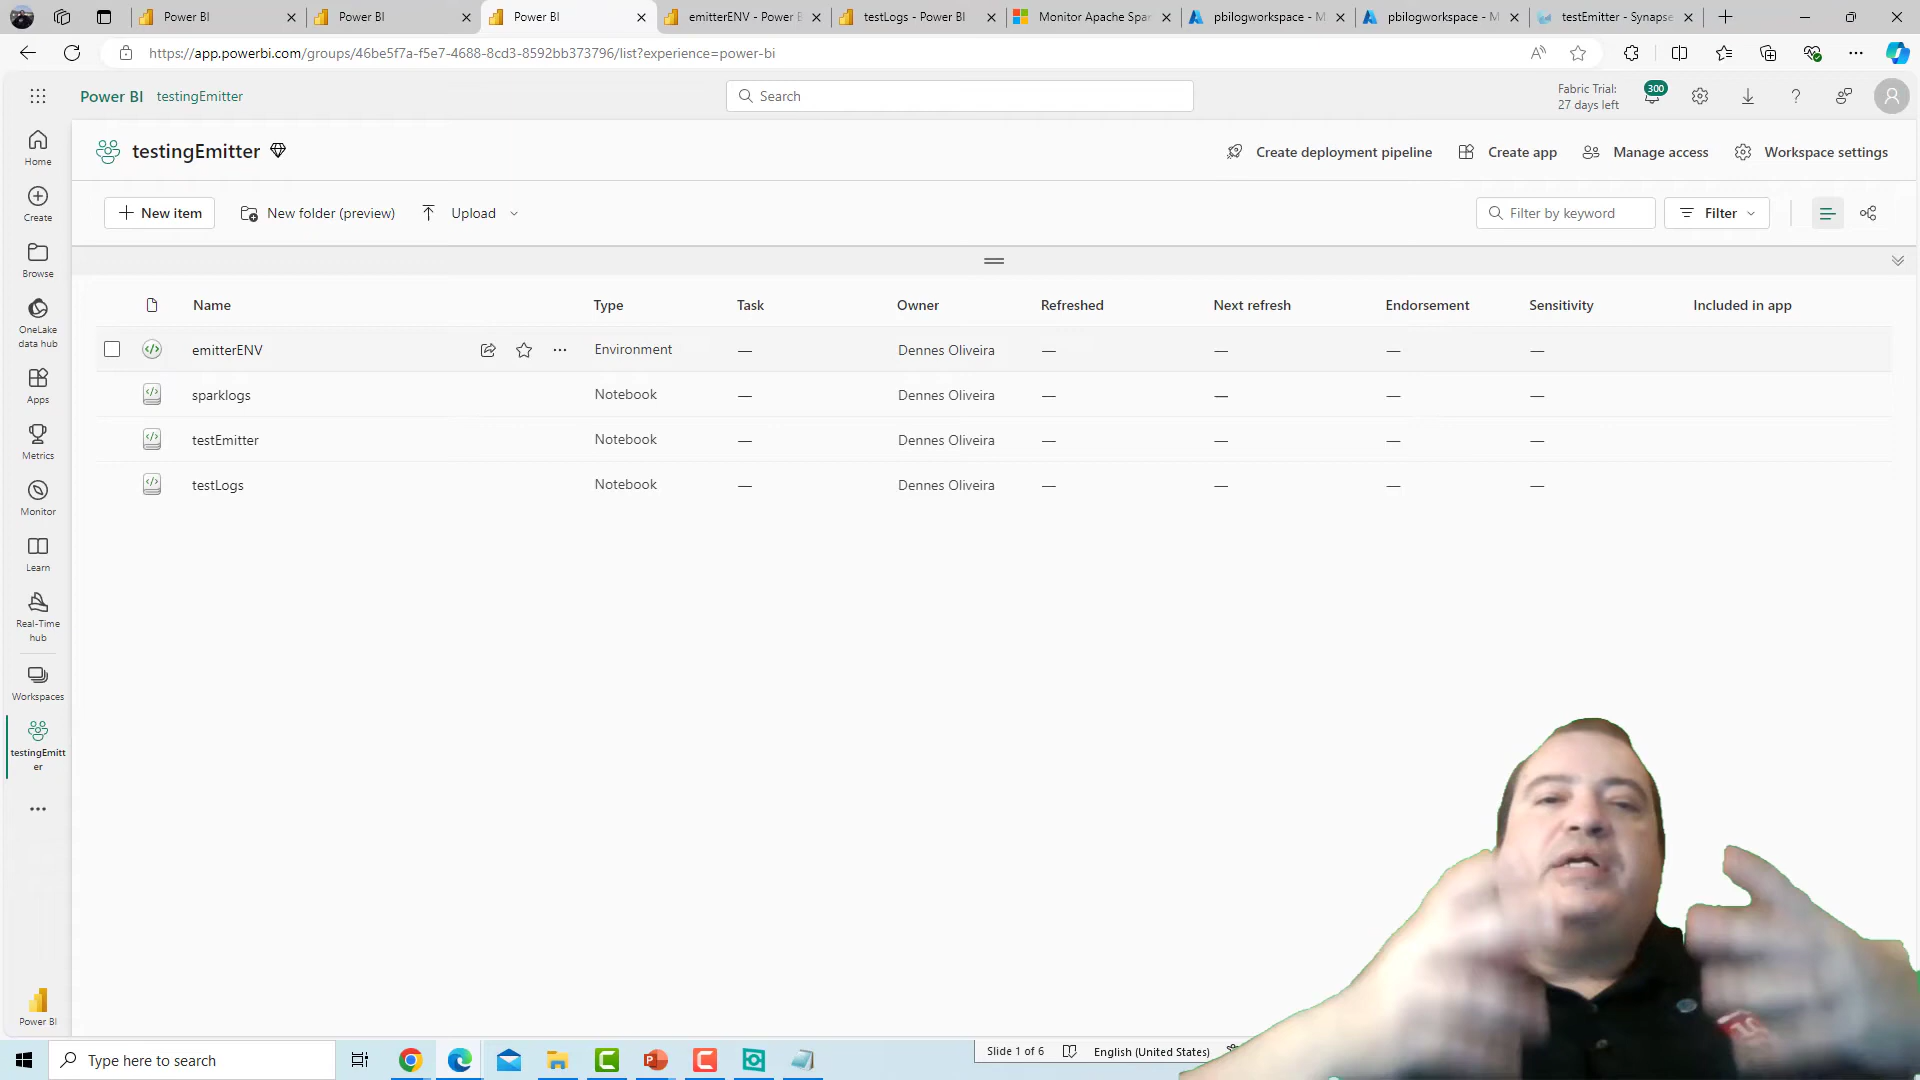 Power BI
Power BI
Power BI
emitterENV - Power B
testLogs - Power BI
Monitor Apache Spar
pbilogworkspace - M
pbilogworkspace - M
testEmitter - Synapse
https://app.powerbi.com/groups/46be5f7a-f5e7-4688-8cd3-8592bb373796/list?experience=power-bi
Power BI testingEmitter
Search
Fabric Trial:
27 days left
300
testingEmitter
Create deployment pipeline
Create app
Manage access
Workspace settings
New item
New folder (preview)
Upload
Filter by keyword
Filter
Name Type Task Owner Refreshed Next refresh Endorsement Sensitivity Included in app
emitterENV Environment — Dennes Oliveira — — — —
sparklogs Notebook — Dennes Oliveira — — — —
testEmitter Notebook — Dennes Oliveira — — — —
testLogs Notebook — Dennes Oliveira — — — —
Home
Create
Browse
OneLake
data hub
Apps
Metrics
Monitor
Learn
Real-Time
hub
Workspaces
testingEmitt
er
Power BI
Slide 1 of 6
English (United States)
Type here to search